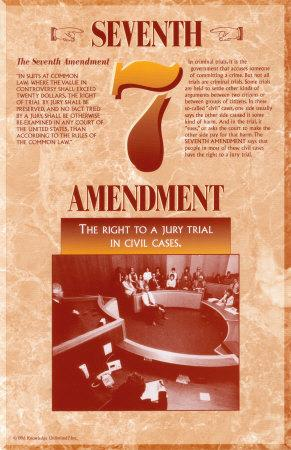 SEVENTH
The Seventh Amendment
"IN SUITS AT COMMON
LAW, WHERE THE VALUE IN
CONTROVERSY SHALL EXCEED
TWENTY DOLLARS, THE RIGHT
OF TRIAL BY JURY SHALL BE
PRESERVED, AND NO FACT TRIED
BY A JURY, SHALL BE OTHERWISE
RE-EXAMINED IN ANY COURT OF
THE UNITED STATES, THAN
ACCORDING TO THE RULES OF
THE COMMON LAW."
7
In criminal trials, it is the
government that accuses someone
of committing a crime. But not all
trials are criminal trials. Some trials
are held to settle other kinds of
arguments between two citizens or
between groups of citizens. In these
so-called "civil" cases, one side usually
says the other side caused it some
kind of harm. And in the trial, it
"sues," or asks the court to make the
other side pay for that harm. The
SEVENTH AMENDMENT says that
people in most of these civil cases
have the right to a jury trial.
AMENDMENT
THE RIGHT TO A JURY TRIAL
IN CIVIL CASES.
Knowledge Unlimited, Inc.